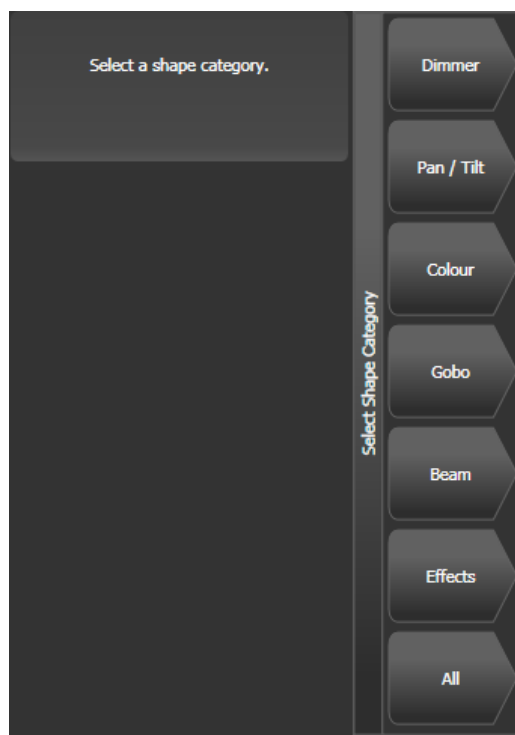 Select a shape category.
Select Shape Category
Dimmer
Pan / Tilt
Colour
Gobo
Beam
Effects
All